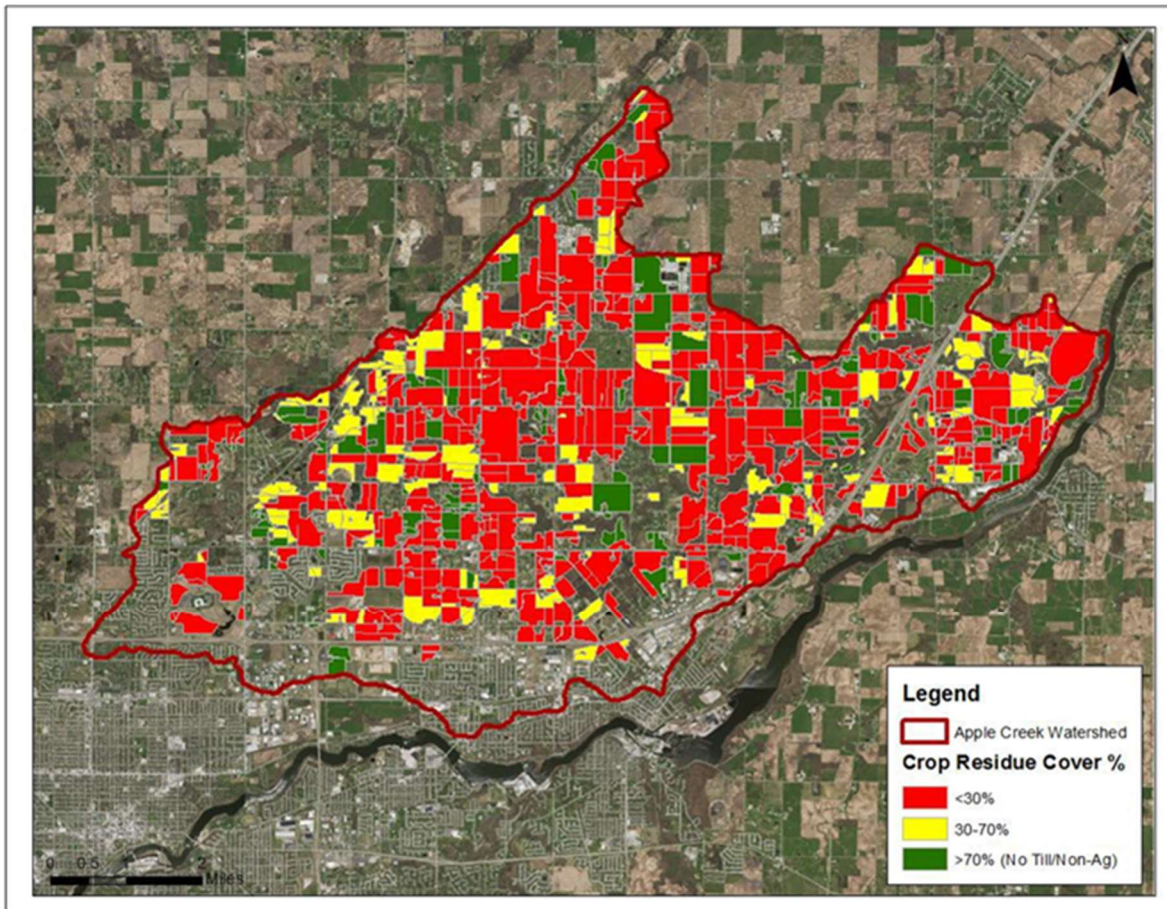 Legend
Apple Creek Watershed
Crop Residue Cover %
<30%
30-70%
>70% (No Till/Non-Ag)
0 0.5 1 2
Miles